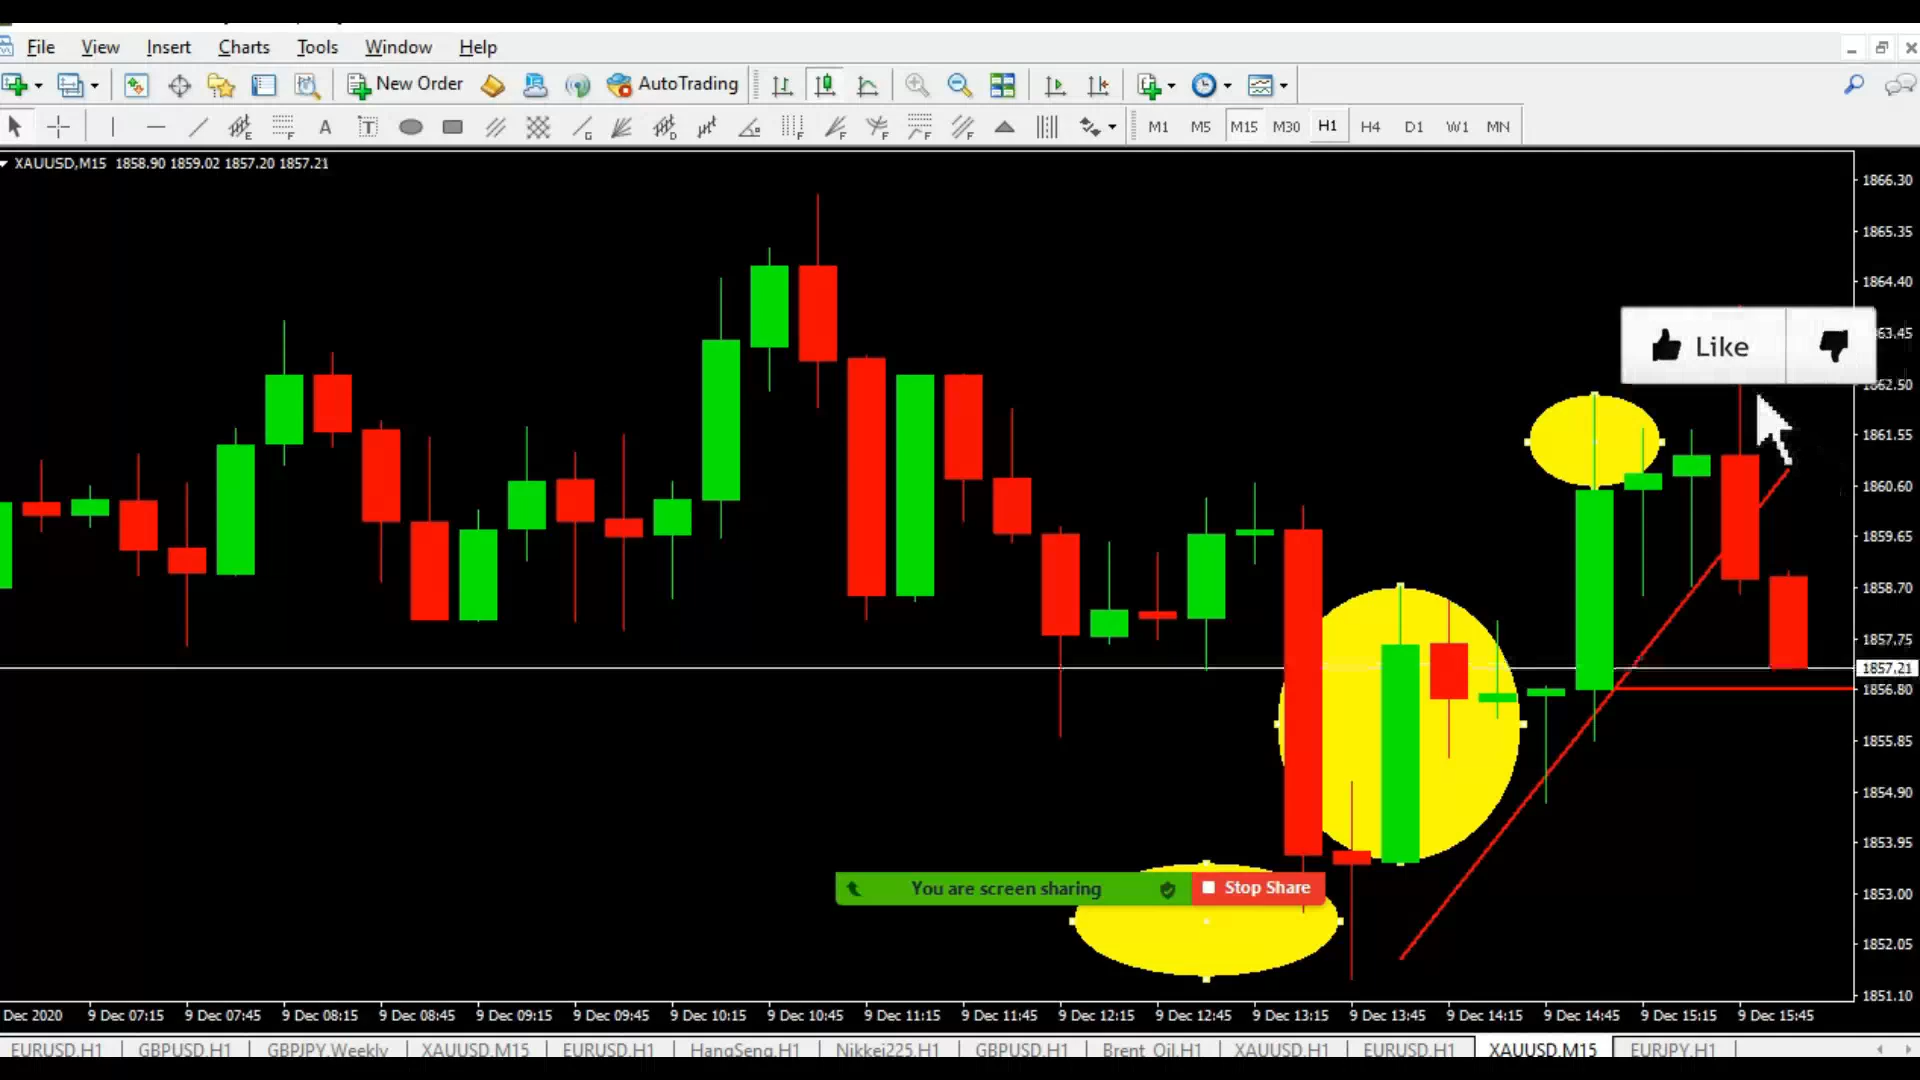 File View Insert Charts Tools Window Help
New Order AutoTrading
A T M1 M5 M15 M30 H1 H4 D1 W1 MN
XAUUSD,M15 1858.90 1859.02 1857.20 1857.21
1866.30
1865.35
1864.40
Like
1862.50
1861.55
1860.60
1859.65
1858.70
1857.75
1857.21
1856.80
1855.85
1854.90
1853.95
You are screen sharing Stop Share
1853.00
1852.05
1851.10
Dec 2020 9 Dec 07:15 9 Dec 07:45 9 Dec 08:15 9 Dec 08:45 9 Dec 09:15 9 Dec 09:45 9 Dec 10:15 9 Dec 10:45 9 Dec 11:15 9 Dec 11:45 9 Dec 12:15 9 Dec 12:45 9 Dec 13:15 9 Dec 13:45 9 Dec 14:15 9 Dec 14:45 9 Dec 15:15 9 Dec 15:45
EURUSD,H1 GBPUSD,H1 GBPJPY,Weekly XAUUSD,M15 EURUSD,H1 HangSeng,H1 Nikkei225,H1 GBPUSD,H1 Brent_Oil,H1 XAUUSD,H1 EURUSD,H1 XAUUSD,M15 EURJPY,H1